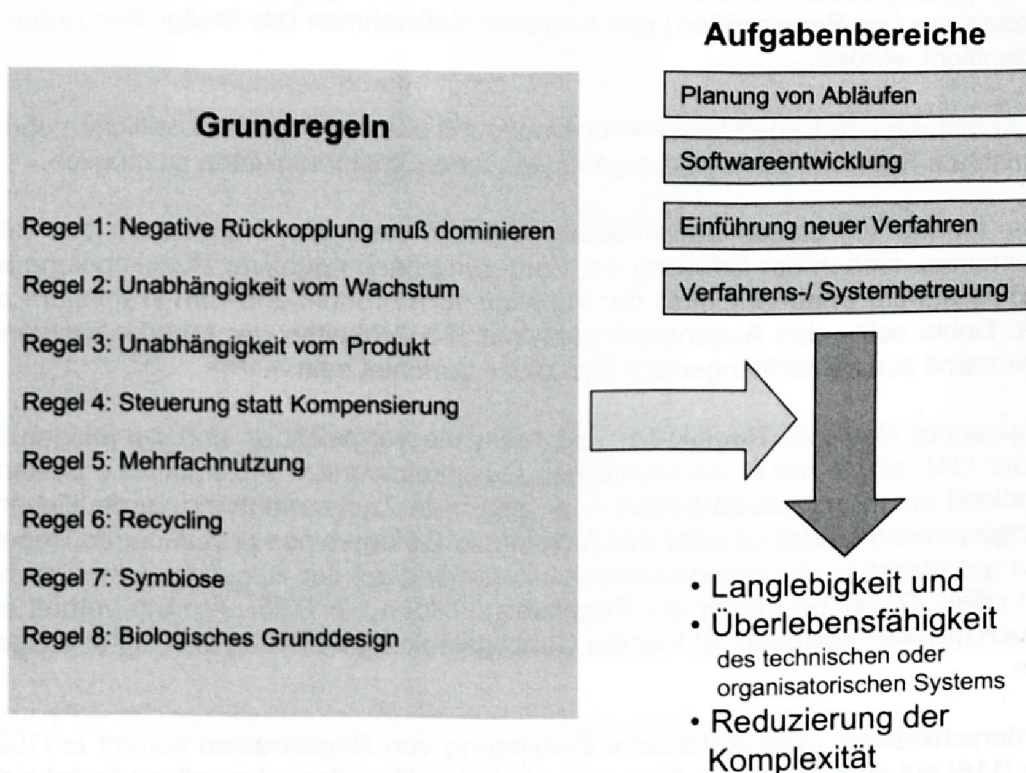 Grundregeln
Regel 1: Negative Rückkopplung muß dominieren
Regel 2: Unabhängigkeit vom Wachstum
Regel 3: Unabhängigkeit vom Produkt
Regel 4: Steuerung statt Kompensierung
Regel 5: Mehrfachnutzung
Regel 6: Recycling
Regel 7: Symbiose
Regel 8: Biologisches Grunddesign
Aufgabenbereiche
Planung von Abläufen
Softwareentwicklung
Einführung neuer Verfahren
Verfahrens-/ Systembetreuung
• Langlebigkeit und
• Überlebensfähigkeit
des technischen oder
organisatorischen Systems
• Reduzierung der
Komplexität